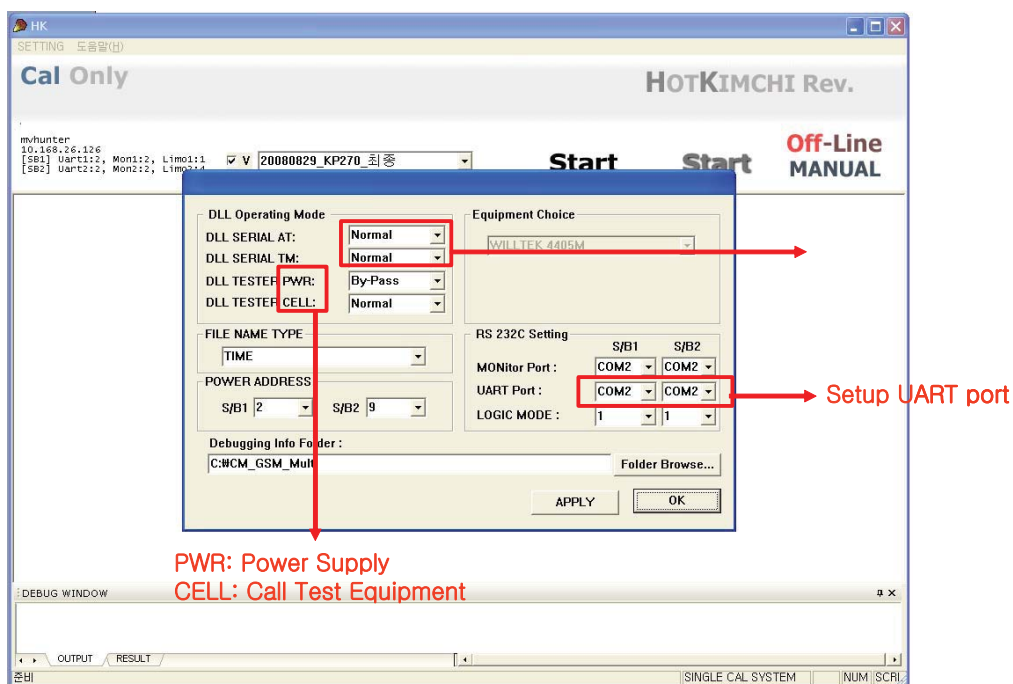 HK
SETTING 도움말(H)
Cal Only
HOTKIMCHI Rev.
mvhunter
10.168.26.126
[SB1] Uart1:2, Mon1:2, Limo1:1
[SB2] Uart2:2, Mon2:2,
V 20080829_KP270_최종
Start Start
Off-Line
MANUAL
DLL Operating Mode
DLL SERIAL AT: Normal
DLL SERIAL TM: Normal
DLL TESTER PWR: By-Pass
DLL TESTER CELL: Normal
Equipment Choice
WILLTEK 4405M
FILE NAME TYPE
TIME
POWER ADDRESS
S/B1 2 S/B2 9
RS 232C Setting
S/B1 S/B2
MONitor Port : COM2 COM2
UART Port : COM2 COM2
LOGIC MODE : 1 1
Setup UART port
Debugging Info Folder :
C:₩CM_GSM_Multi
Folder Browse...
APPLY OK
PWR: Power Supply
CELL: Call Test Equipment
DEBUG WINDOW
OUTPUT RESULT
준비 SINGLE CAL SYSTEM NUM SCRL